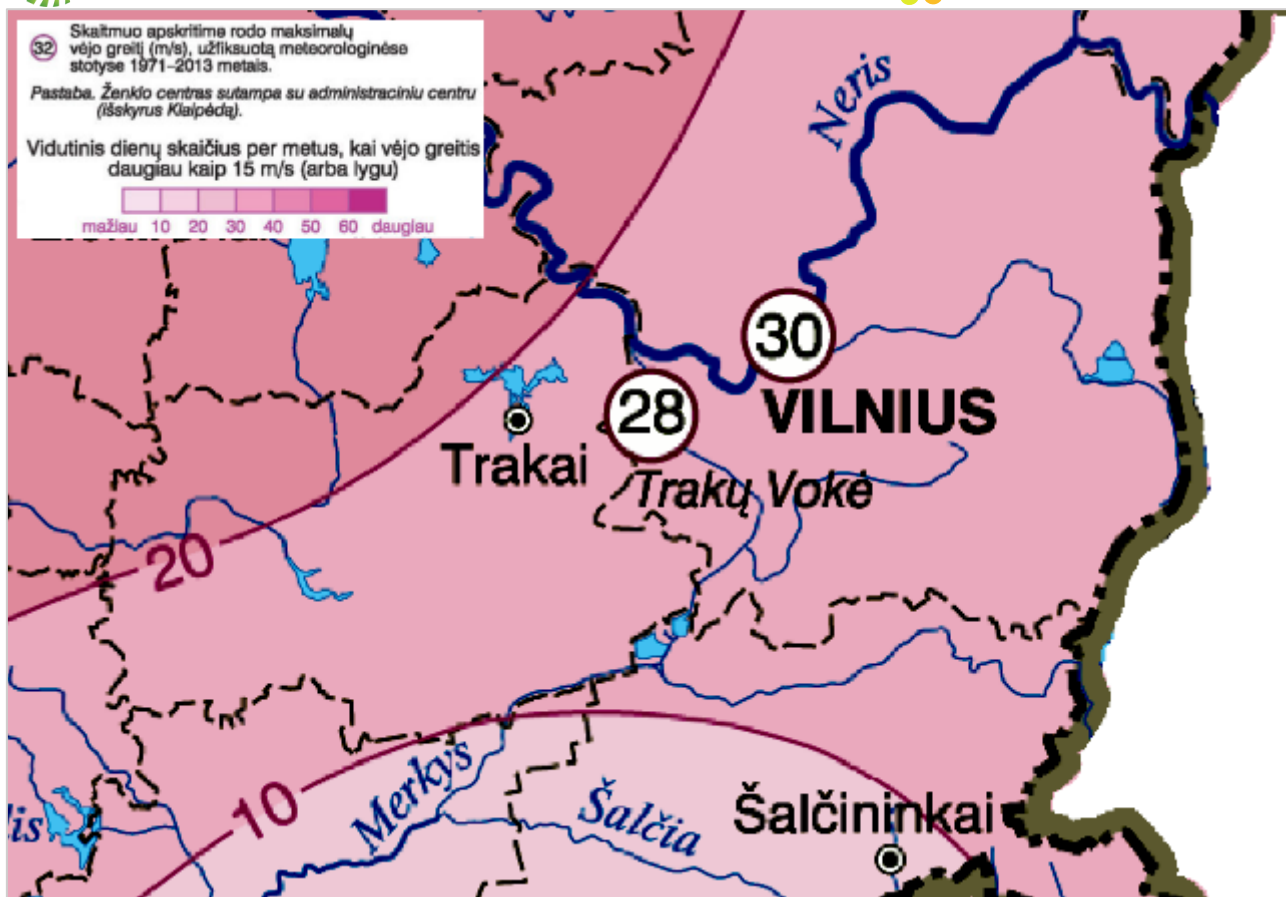 32
Skaitmuo apskritime rodo maksimalų
vėjo greitį (m/s), užfiksuotą meteorologinėse
stotyse 1971–2013 metais.
Pastaba. Ženklo centras sutampa su administraciniu centru
(išskyrus Klaipėdą).
Vidutinis dienų skaičius per metus, kai vėjo greitis
daugiau kaip 15 m/s (arba lygu)
mažiau 10 20 30 40 50 60 daugiau
Neris
30
VILNIUS
28
Trakai
Trakų Vokė
20
10
Merkys
Šalčia
Šalčininkai